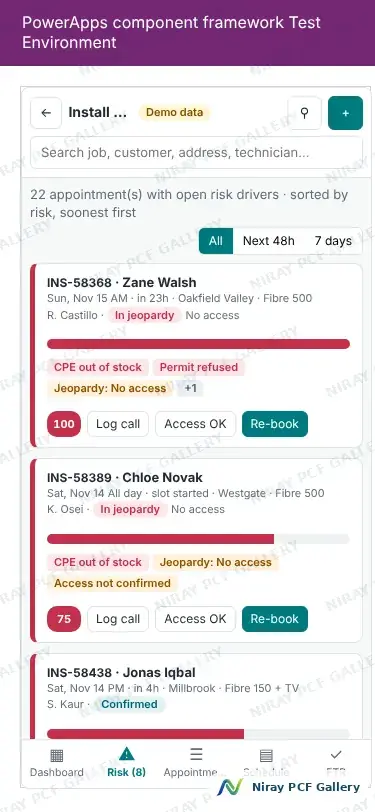 PowerApps component framework Test
Environment
← Install ... Demo data +
Search job, customer, address, technician...
22 appointment(s) with open risk drivers · sorted by
risk, soonest first
All Next 48h 7 days
INS-58368 · Zane Walsh
Sun, Nov 15 AM · in 23h · Oakfield Valley · Fibre 500
R. Castillo · In jeopardy No access
CPE out of stock Permit refused
Jeopardy: No access +1
100 Log call Access OK Re-book
INS-58389 · Chloe Novak
Sat, Nov 14 All day · slot started · Westgate · Fibre 500
K. Osei · In jeopardy No access
CPE out of stock Jeopardy: No access
Access not confirmed
75 Log call Access OK Re-book
INS-58438 · Jonas Iqbal
Sat, Nov 14 PM · in 4h · Millbrook · Fibre 150 + TV
S. Kaur · Confirmed
Dashboard Risk (8) Appointme... Schedule FTR
Niray PCF Gallery
NIRAY PCF GALLERY